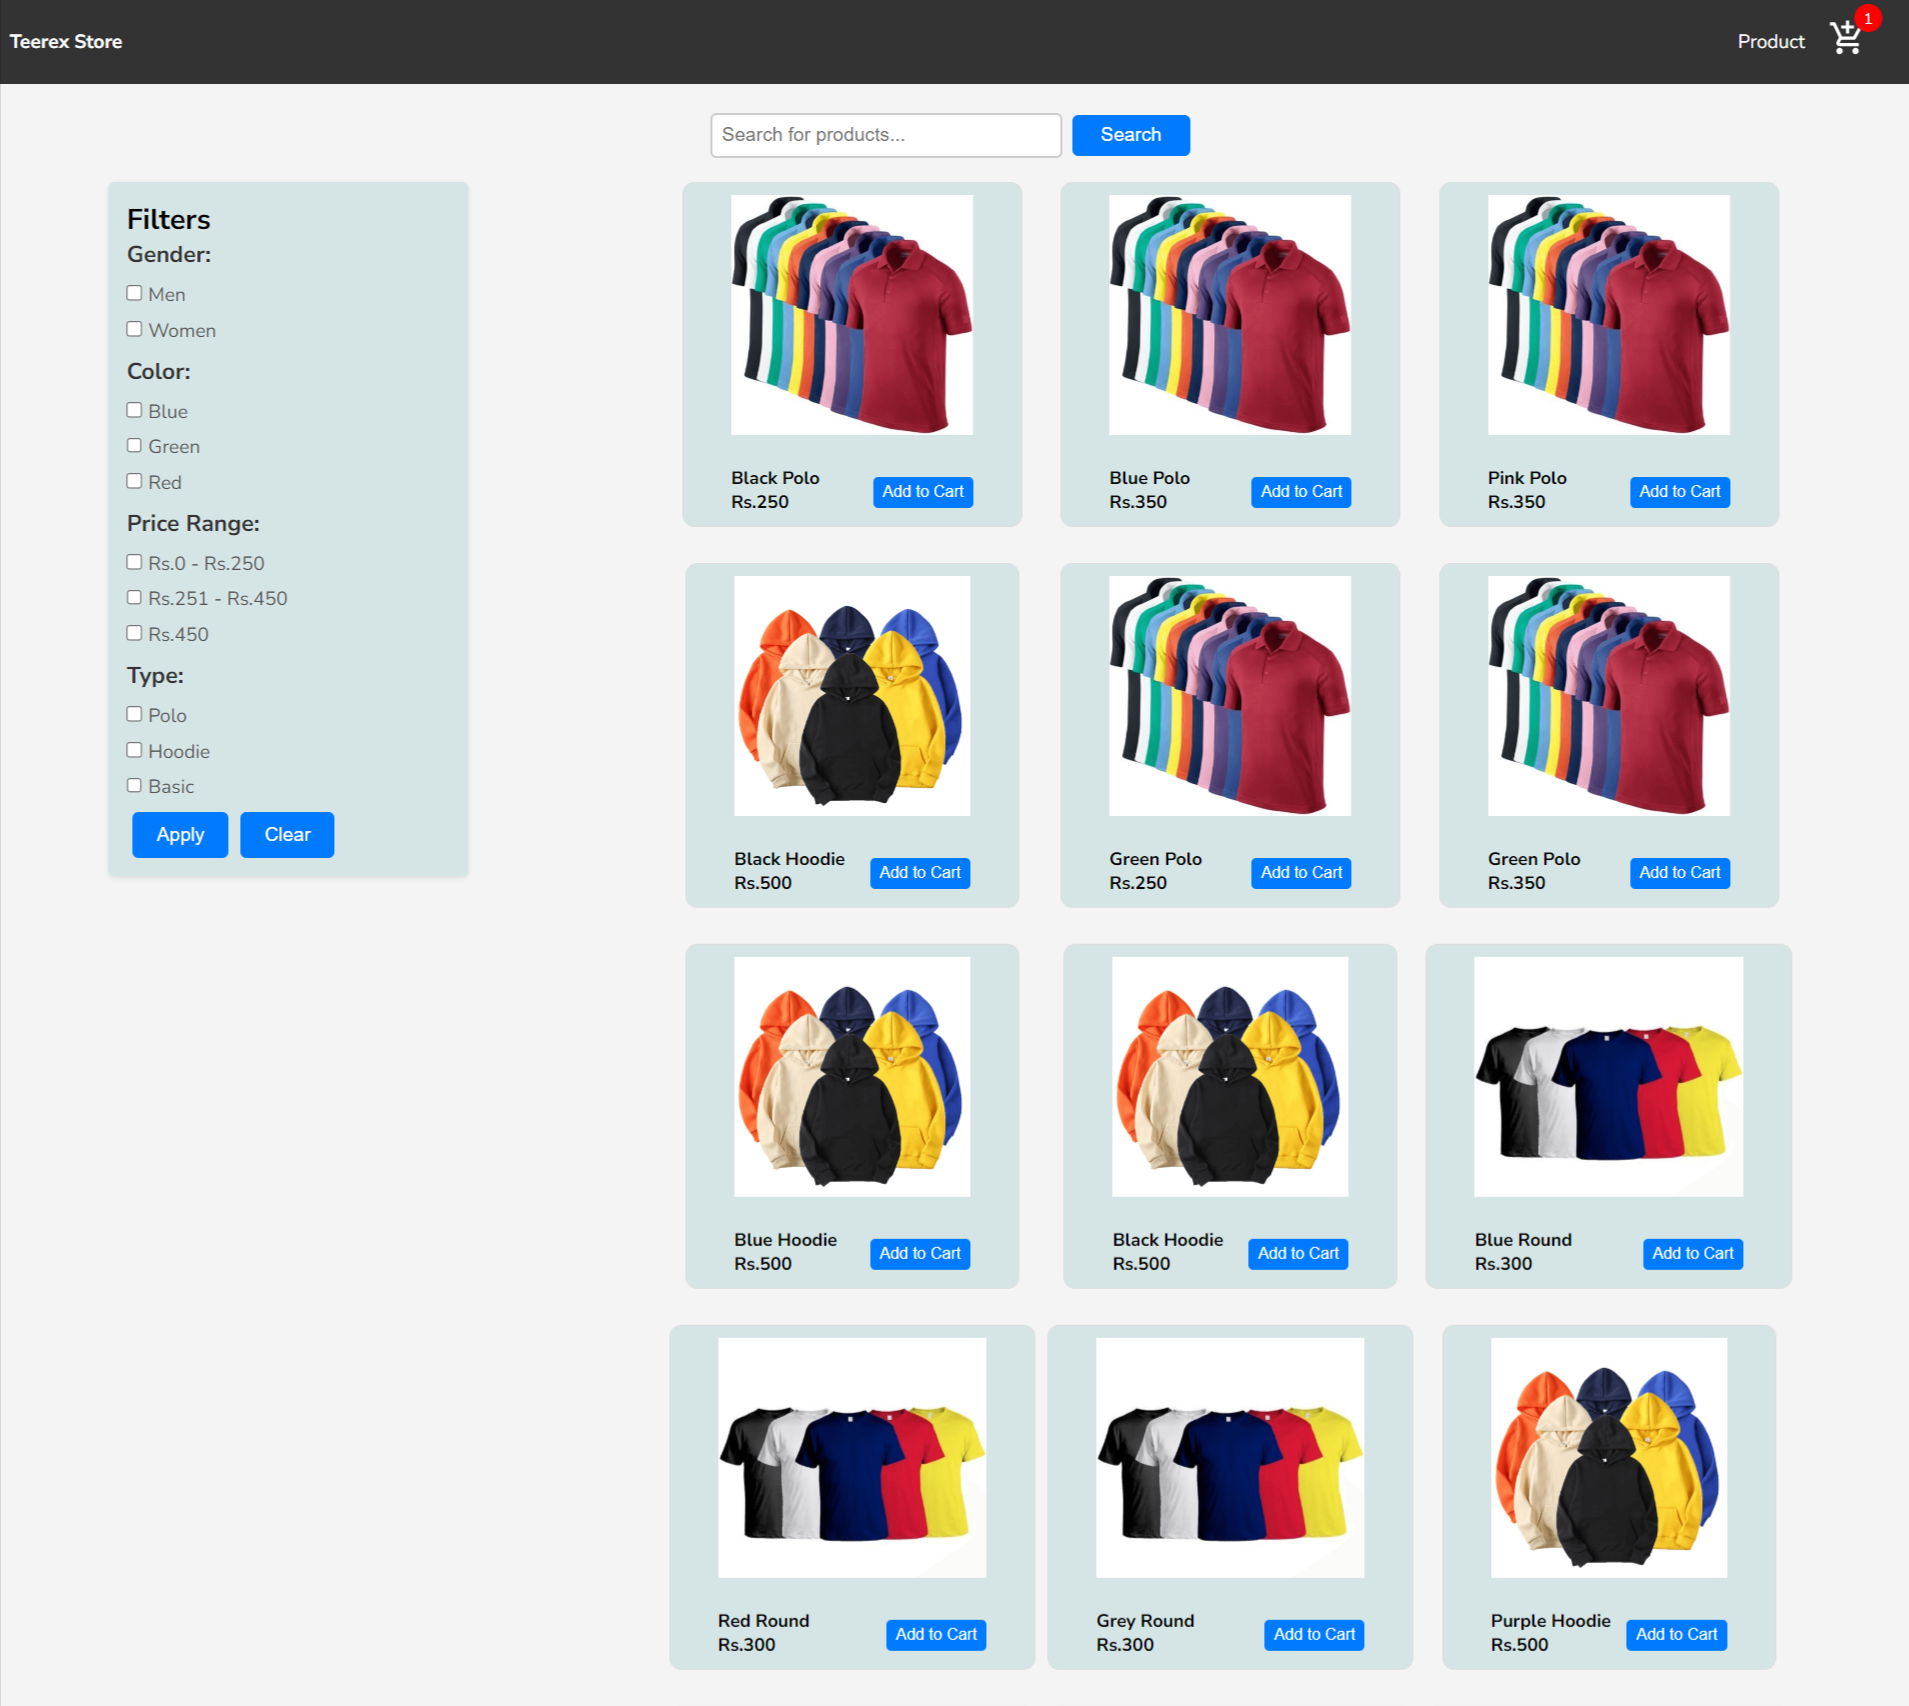 Teerex Store
Product
1
Search for products...
Search
Filters
Gender:
Men
Women
Color:
Blue
Green
Red
Price Range:
Rs.0 - Rs.250
Rs.251 - Rs.450
Rs.450
Type:
Polo
Hoodie
Basic
Apply
Clear
Black Polo
Rs.250
Add to Cart
Blue Polo
Rs.350
Add to Cart
Pink Polo
Rs.350
Add to Cart
Black Hoodie
Rs.500
Add to Cart
Green Polo
Rs.250
Add to Cart
Green Polo
Rs.350
Add to Cart
Blue Hoodie
Rs.500
Add to Cart
Black Hoodie
Rs.500
Add to Cart
Blue Round
Rs.300
Add to Cart
Red Round
Rs.300
Add to Cart
Grey Round
Rs.300
Add to Cart
Purple Hoodie
Rs.500
Add to Cart